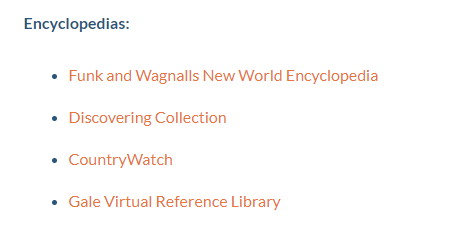 Encyclopedias:
• Funk and Wagnalls New World Encyclopedia
• Discovering Collection
• CountryWatch
• Gale Virtual Reference Library